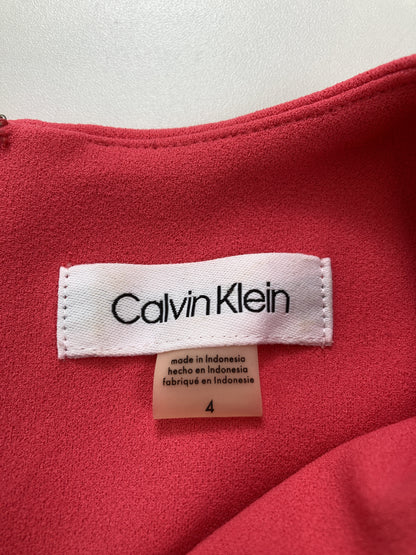 Calvin Klein
made in Indonesia
hecho en Indonesia
fabriqué en Indonesie
4